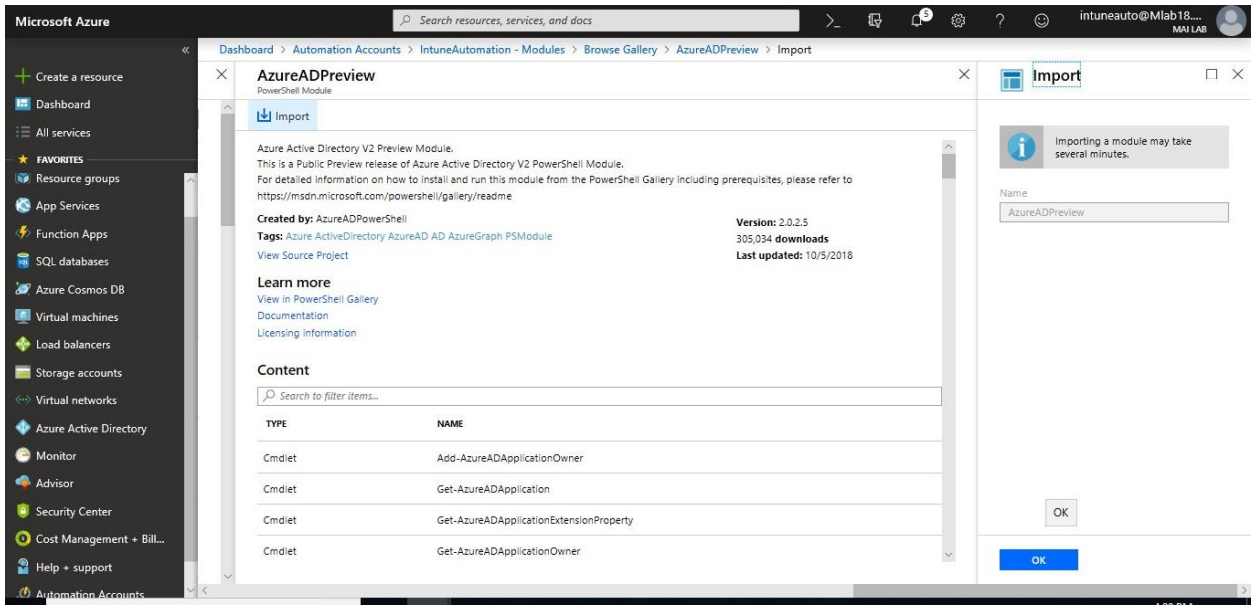 Microsoft Azure
Search resources, services, and docs
5
intuneauto@Mlab18....
MAI LAB
Create a resource
Dashboard
All services
FAVORITES
Resource groups
App Services
Function Apps
SQL databases
Azure Cosmos DB
Virtual machines
Load balancers
Storage accounts
Virtual networks
Azure Active Directory
Monitor
Advisor
Security Center
Cost Management + Bill...
Help + support
Automation Accounts
Dashboard > Automation Accounts > IntuneAutomation - Modules > Browse Gallery > AzureADPreview > Import
AzureADPreview
PowerShell Module
Import
Azure Active Directory V2 Preview Module.
This is a Public Preview release of Azure Active Directory V2 PowerShell Module.
For detailed information on how to install and run this module from the PowerShell Gallery including prerequisites, please refer to
https://msdn.microsoft.com/powershell/gallery/readme
Created by: AzureADPowerShell
Tags: Azure ActiveDirectory AzureAD AD AzureGraph PSModule
View Source Project
Version: 2.0.2.5
305,034 downloads
Last updated: 10/5/2018
Learn more
View in PowerShell Gallery
Documentation
Licensing information
Content
Search to filter items...
TYPE NAME
Cmdlet Add-AzureADApplicationOwner
Cmdlet Get-AzureADApplication
Cmdlet Get-AzureADApplicationExtensionProperty
Cmdlet Get-AzureADApplicationOwner
Import
Importing a module may take
several minutes.
Name
AzureADPreview
OK
OK